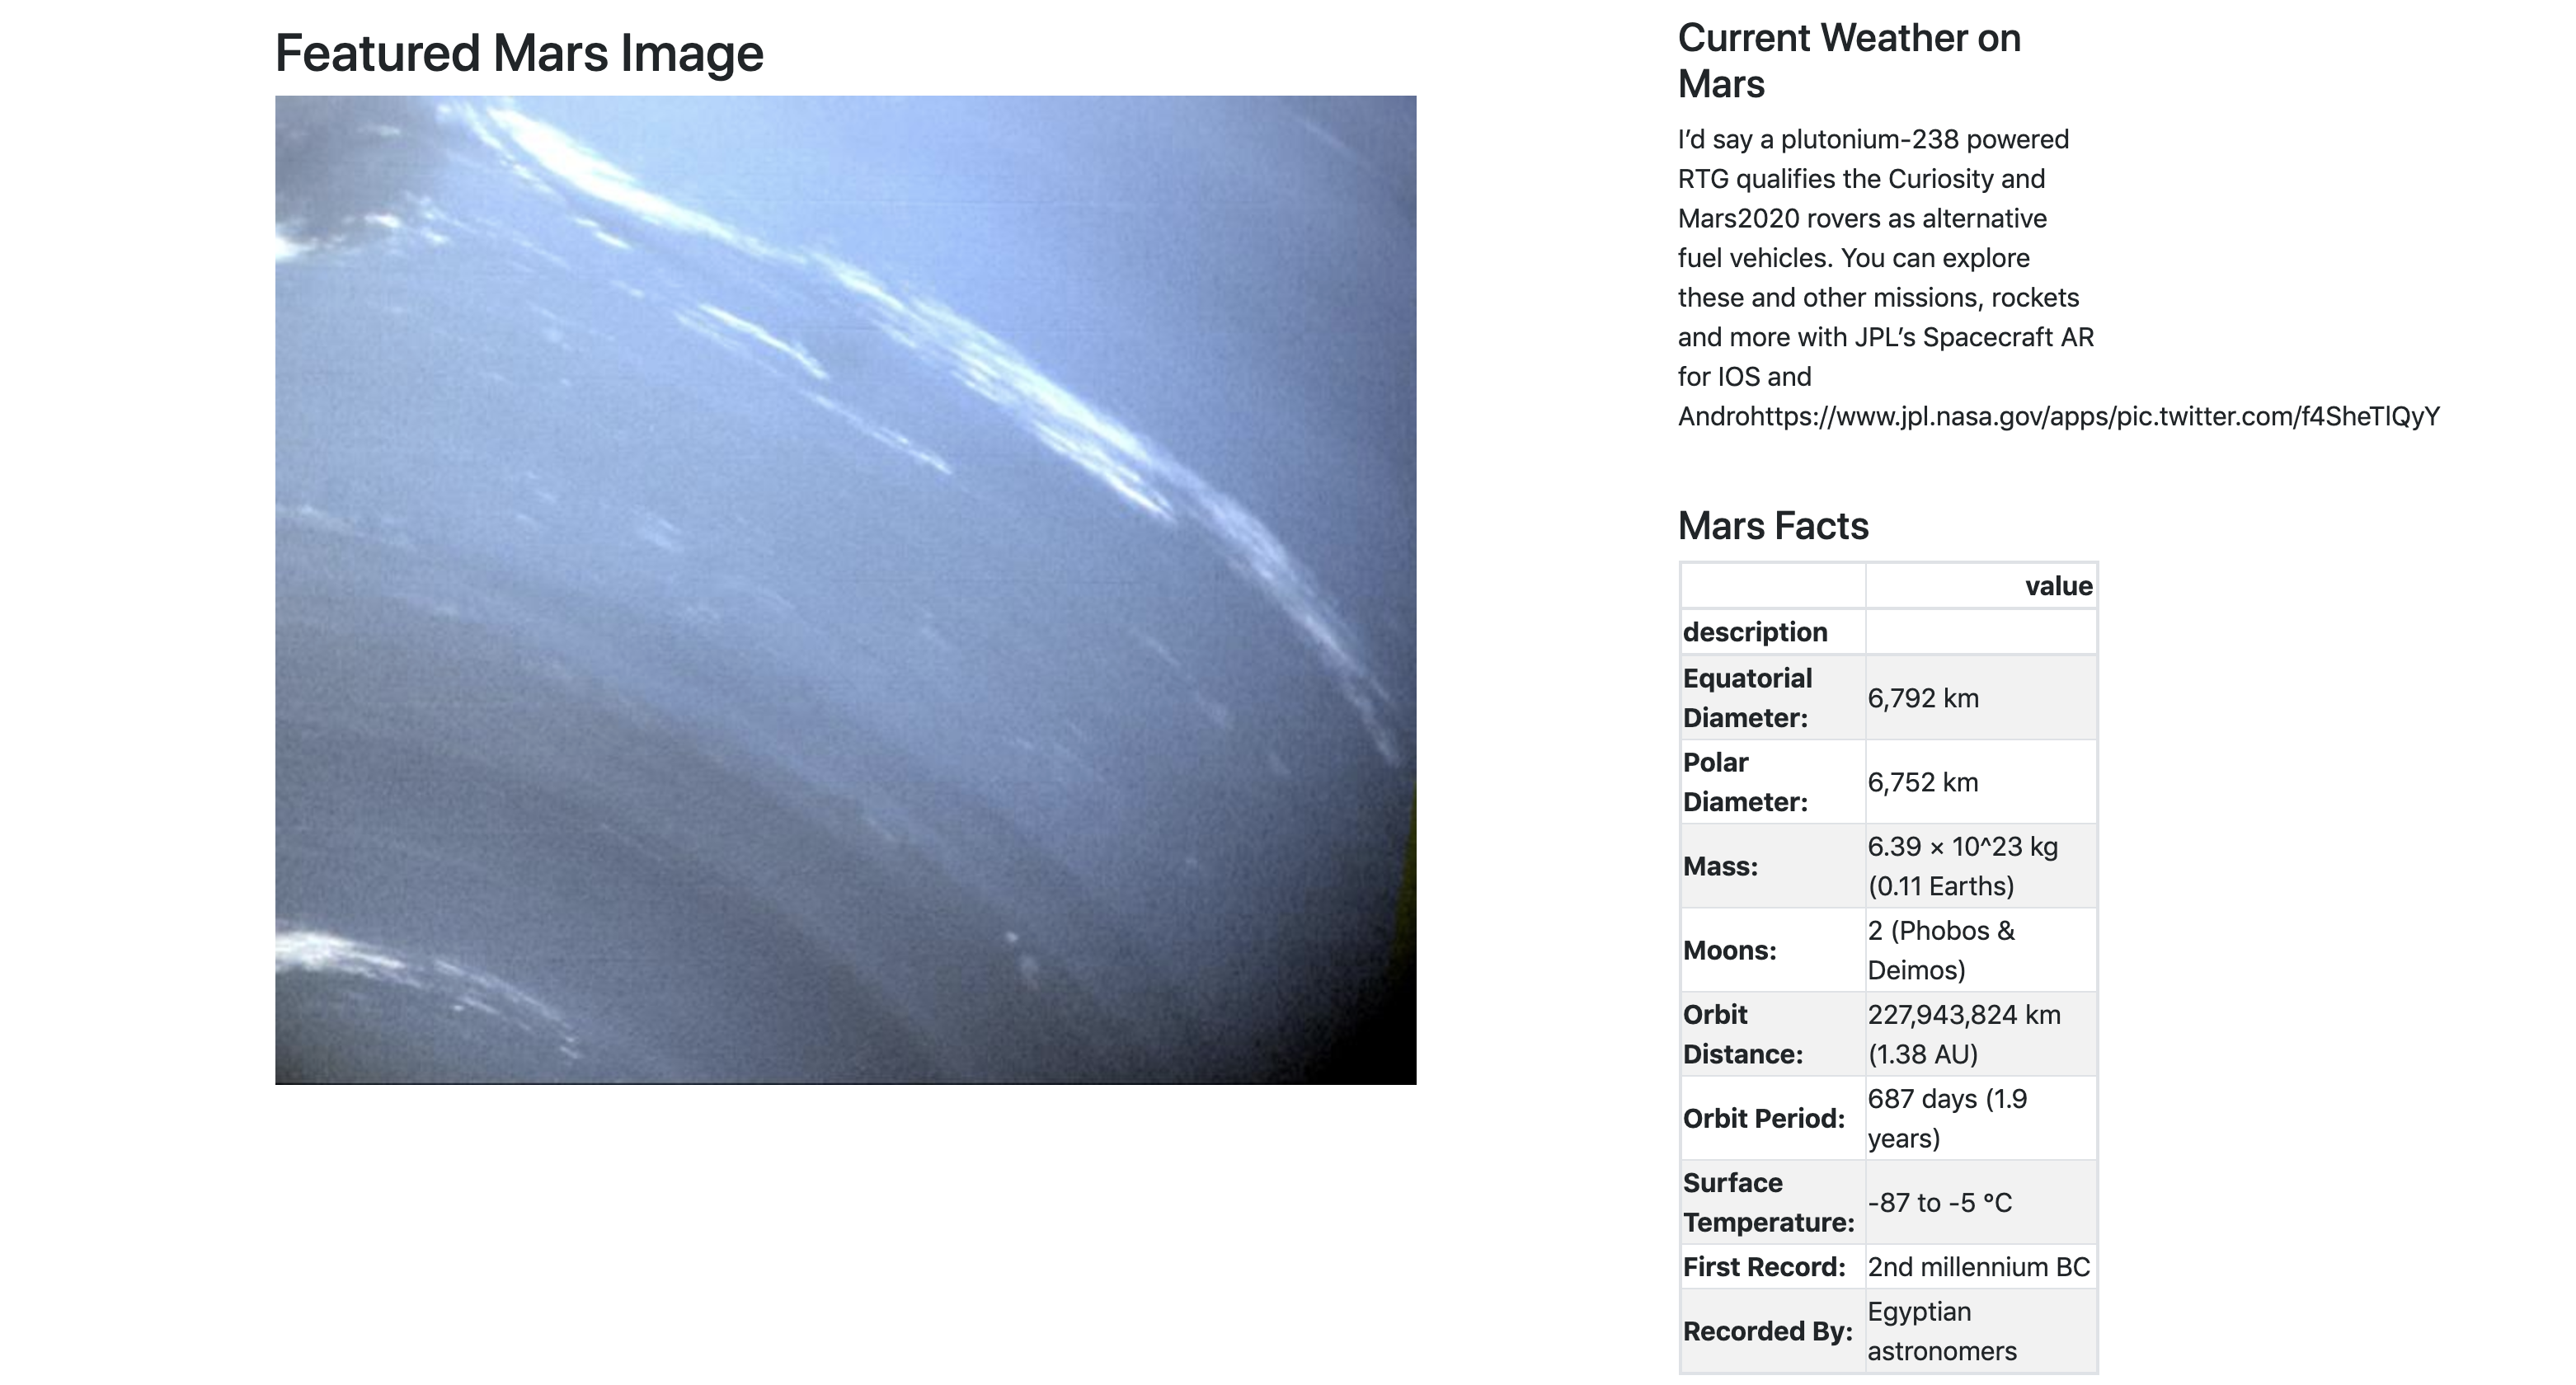 Featured Mars Image
Current Weather on
Mars
I’d say a plutonium-238 powered
RTG qualifies the Curiosity and
Mars2020 rovers as alternative
fuel vehicles. You can explore
these and other missions, rockets
and more with JPL’s Spacecraft AR
for IOS and
Androhttps://www.jpl.nasa.gov/apps/pic.twitter.com/f4SheTlQyY
Mars Facts
value
description
Equatorial
Diameter:
6,792 km
Polar
Diameter:
6,752 km
Mass:
6.39 × 10^23 kg
(0.11 Earths)
Moons:
2 (Phobos &
Deimos)
Orbit
Distance:
227,943,824 km
(1.38 AU)
Orbit Period:
687 days (1.9
years)
Surface
Temperature:
-87 to -5 °C
First Record:
2nd millennium BC
Recorded By:
Egyptian
astronomers